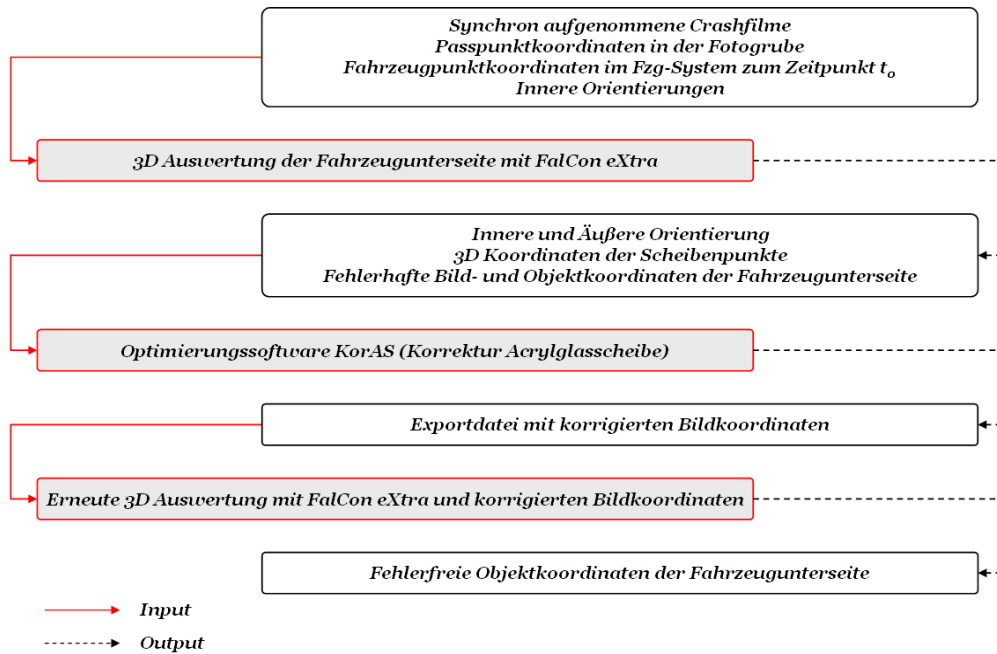 Synchron aufgenommene Crashfilme
Passpunktkoordinaten in der Fotogrube
Fahrzeugpunktkoordinaten im Fzg-System zum Zeitpunkt t₀
Innere Orientierungen
3D Auswertung der Fahrzeugunterseite mit FalCon eXtra
Innere und Äußere Orientierung
3D Koordinaten der Scheibenpunkte
Fehlerhafte Bild- und Objektkoordinaten der Fahrzeugunterseite
Optimierungssoftware KorAS (Korrektur Acrylglasscheibe)
Exportdatei mit korrigierten Bildkoordinaten
Erneute 3D Auswertung mit FalCon eXtra und korrigierten Bildkoordinaten
Fehlerfreie Objektkoordinaten der Fahrzeugunterseite
Input
Output